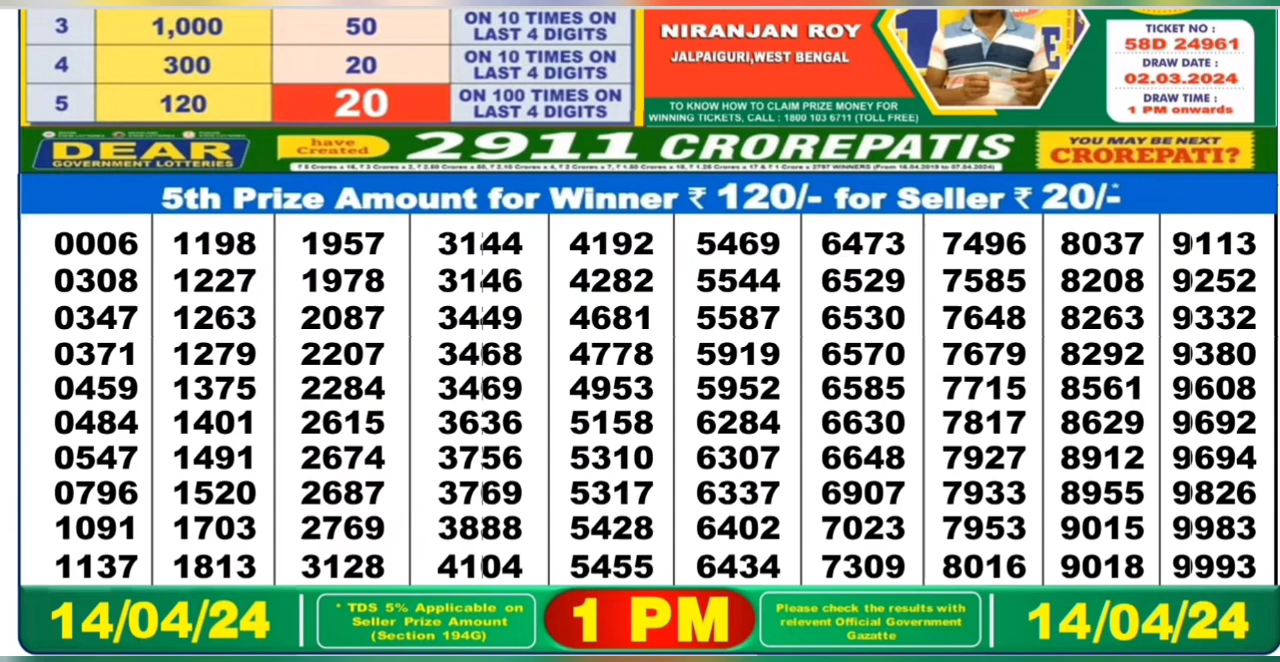 3 1,000 50 ON 10 TIMES ON LAST 4 DIGITS
4 300 20 ON 10 TIMES ON LAST 4 DIGITS
5 120 20 ON 100 TIMES ON LAST 4 DIGITS
NIRANJAN ROY
JALPAIGURI,WEST BENGAL
TO KNOW HOW TO CLAIM PRIZE MONEY FOR
WINNING TICKETS, CALL : 1800 103 6711 (TOLL FREE)
TICKET NO :
58D 24961
DRAW DATE :
02.03.2024
DRAW TIME :
1 PM onwards
DEAR
GOVERNMENT LOTTERIES
have
Created
2911 CROREPATIS
YOU MAY BE NEXT
CROREPATI?
5th Prize Amount for Winner ₹ 120/- for Seller ₹ 20/-*
0006 1198 1957 3144 4192 5469 6473 7496 8037 9113
0308 1227 1978 3146 4282 5544 6529 7585 8208 9252
0347 1263 2087 3449 4681 5587 6530 7648 8263 9332
0371 1279 2207 3468 4778 5919 6570 7679 8292 9380
0459 1375 2284 3469 4953 5952 6585 7715 8561 9608
0484 1401 2615 3636 5158 6284 6630 7817 8629 9692
0547 1491 2674 3756 5310 6307 6648 7927 8912 9694
0796 1520 2687 3769 5317 6337 6907 7933 8955 9826
1091 1703 2769 3888 5428 6402 7023 7953 9015 9983
1137 1813 3128 4104 5455 6434 7309 8016 9018 9993
14/04/24
* TDS 5% Applicable on
Seller Prize Amount
(Section 194G)
1 PM
Please check the results with
relevent Official Government
Gazatte
14/04/24